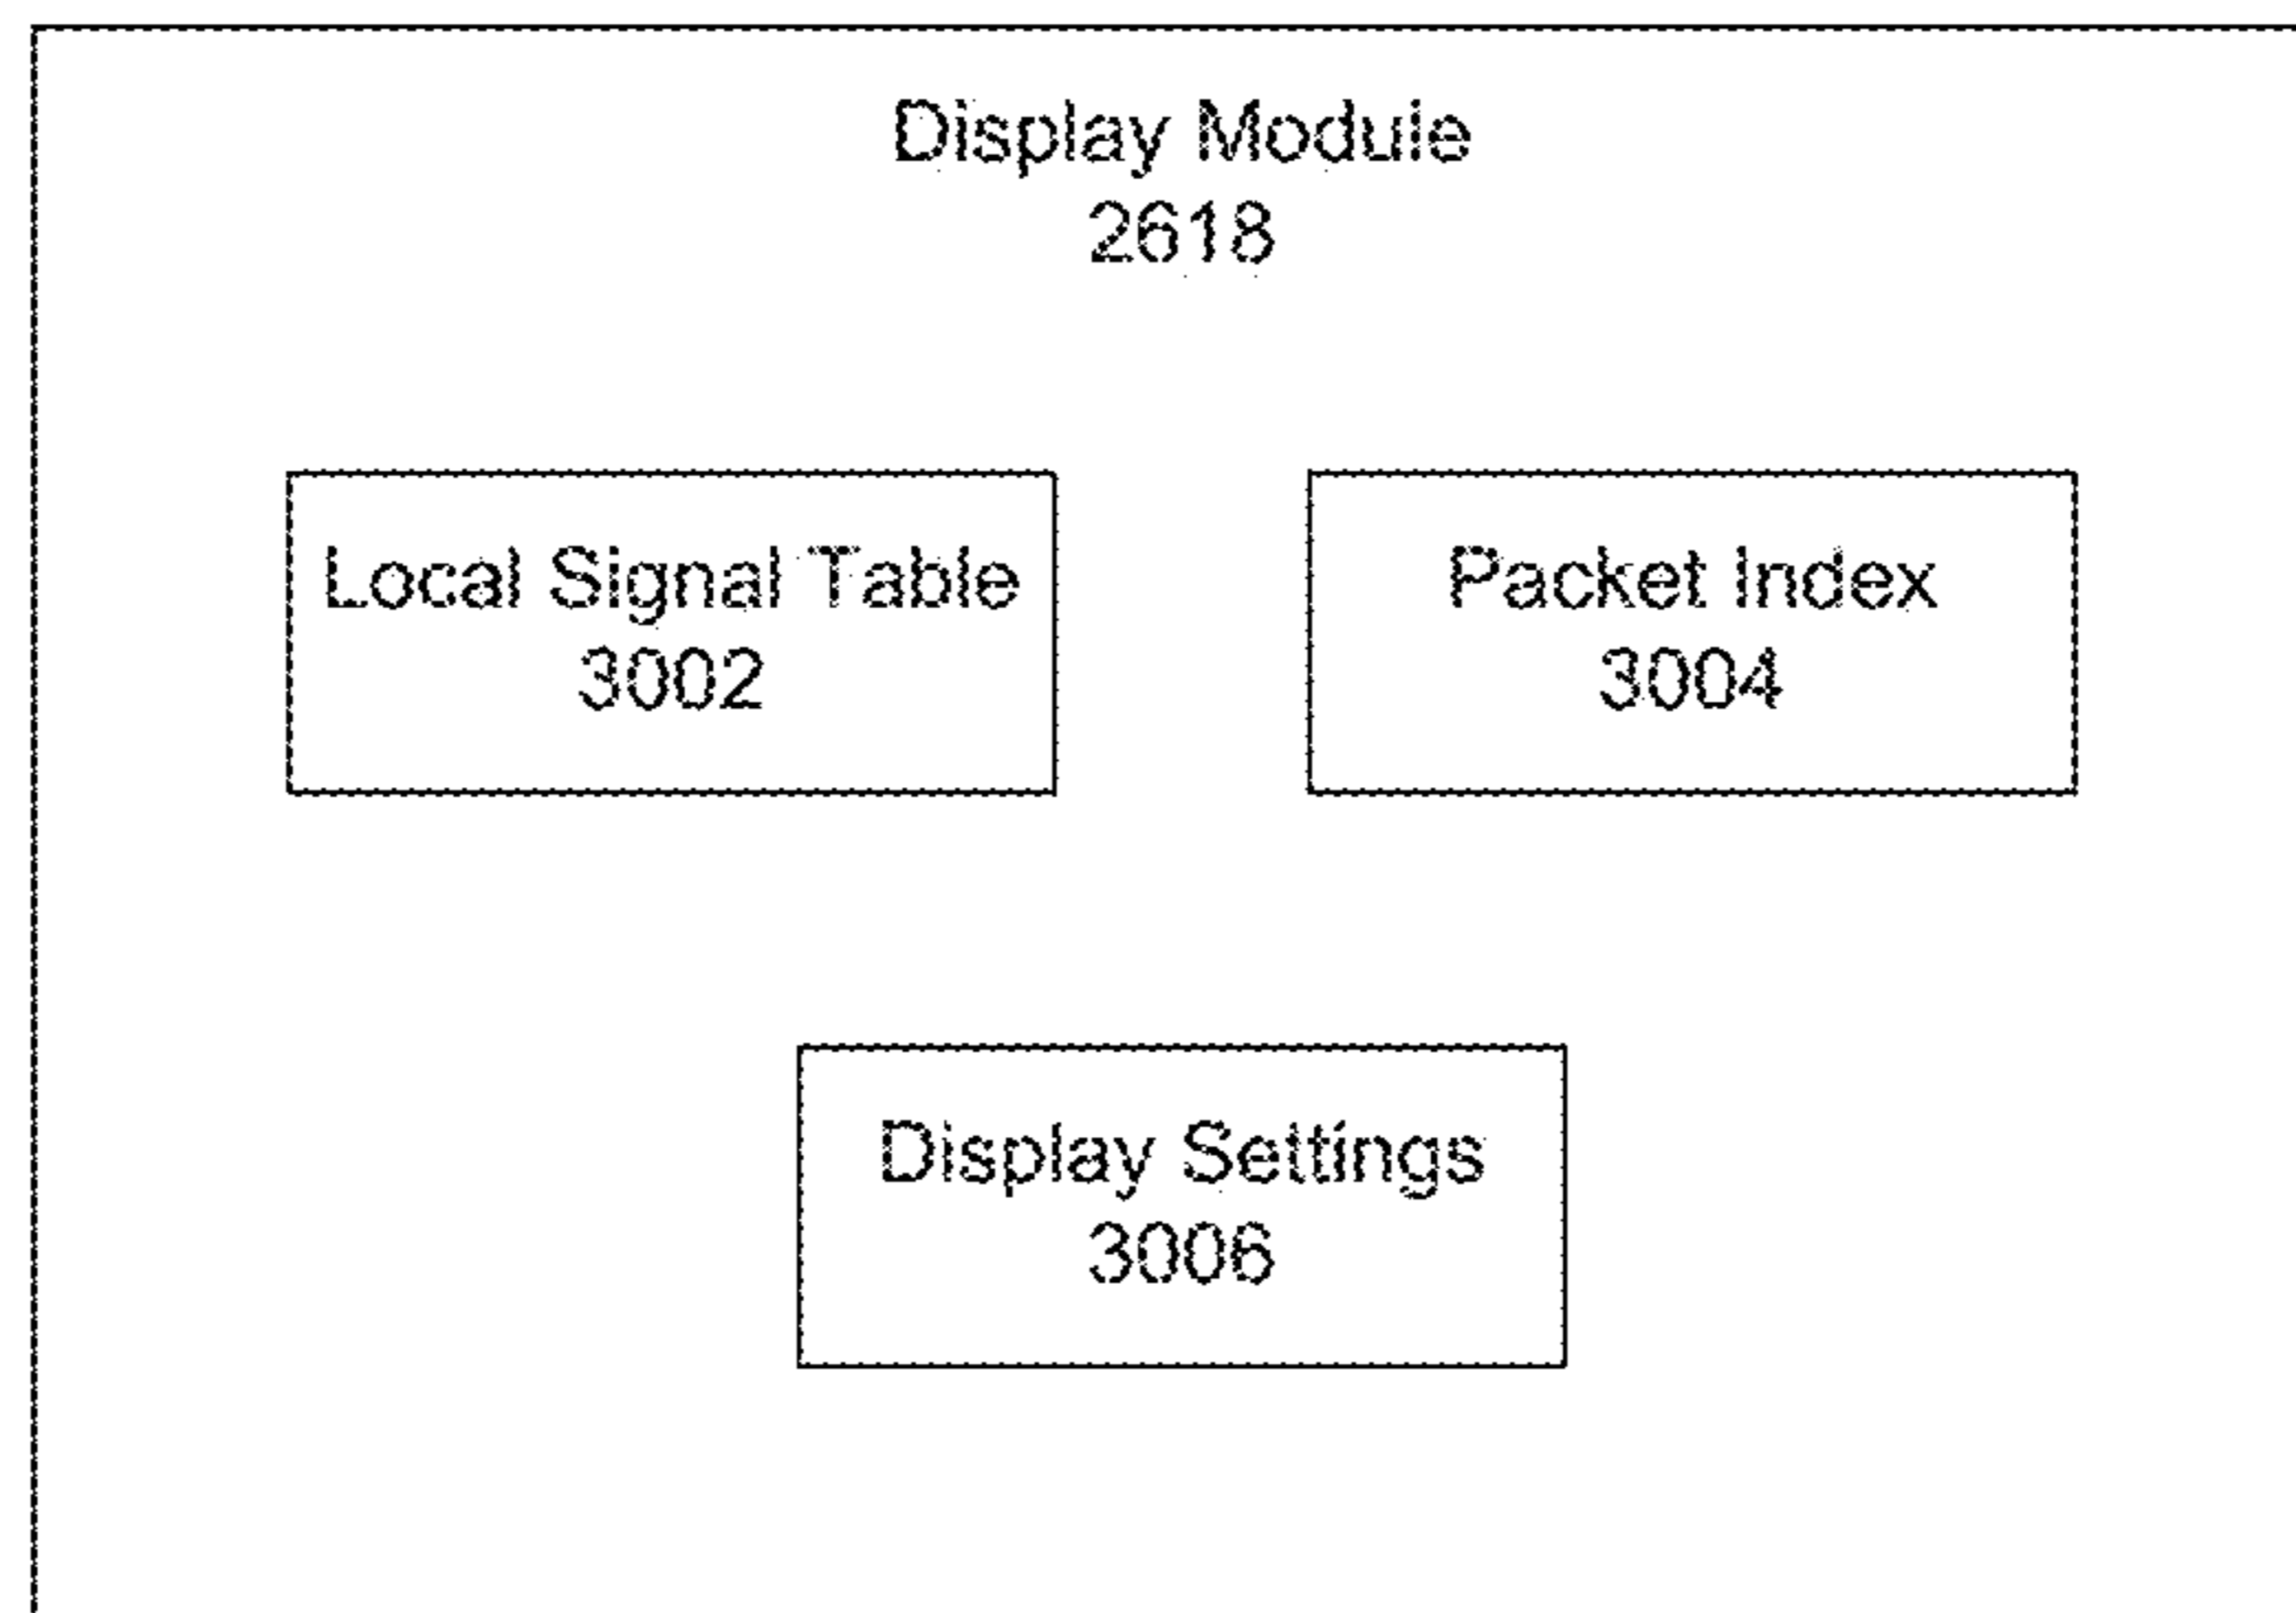 Display Module
2618
Local Signal Table
3002
Packet Index
3004
Display Settings
3006